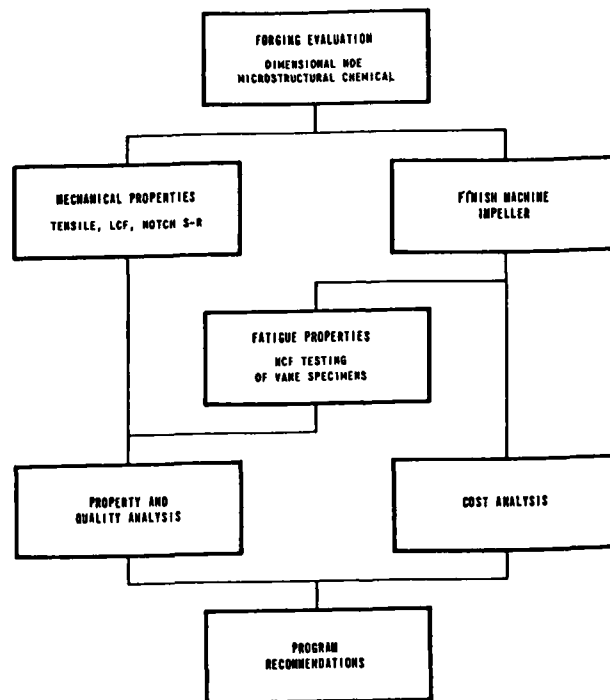 FORGING EVALUATION
DIMENSIONAL NDE
MICROSTRUCTURAL CHEMICAL
MECHANICAL PROPERTIES
TENSILE, LCF, NOTCH S-R
FINISH MACHINE
IMPELLER
FATIGUE PROPERTIES
HCF TESTING
OF VANE SPECIMENS
PROPERTY AND
QUALITY ANALYSIS
COST ANALYSIS
PROGRAM
RECOMMENDATIONS